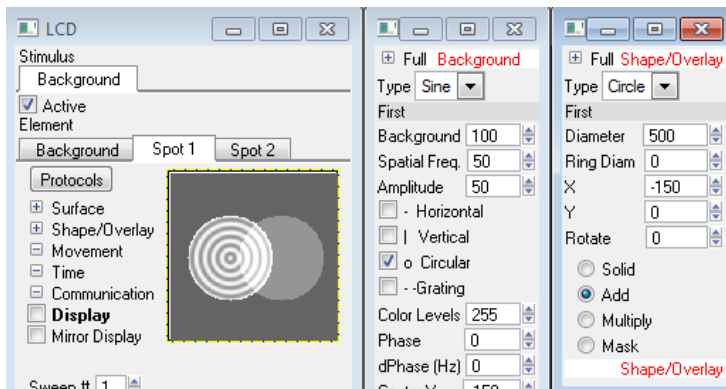 LCD
Stimulus
Background
Active
Element
Background Spot 1 Spot 2
Protocols
Surface
Shape/Overlay
Movement
Time
Communication
Display
Mirror Display
Sweep # 1
Full Background
Type Sine
First
Background 100
Spatial Freq. 50
Amplitude 50
- Horizontal
| Vertical
o Circular
- -Grating
Color Levels 255
Phase 0
dPhase (Hz) 0
Full Shape/Overlay
Type Circle
First
Diameter 500
Ring Diam 0
X -150
Y 0
Rotate 0
Solid
Add
Multiply
Mask
Shape/Overlay